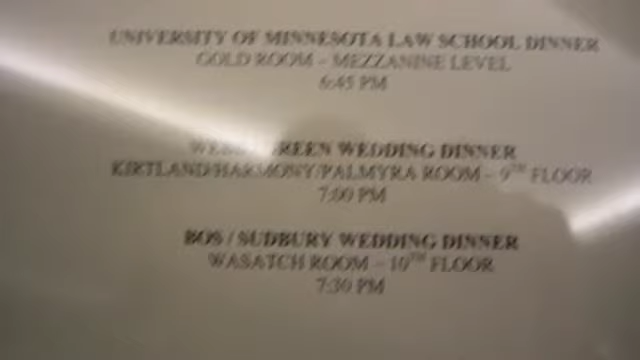 UNIVERSITY OF MINNESOTA LAW SCHOOL DINNER
GOLD ROOM – MEZZANINE LEVEL
6:45 PM
WEDDING DINNER
KIRTLAND/HARMONY/PALMYRA ROOM – 9TH FLOOR
7:00 PM
BOS / SUDBURY WEDDING DINNER
WASATCH ROOM – 10TH FLOOR
7:30 PM